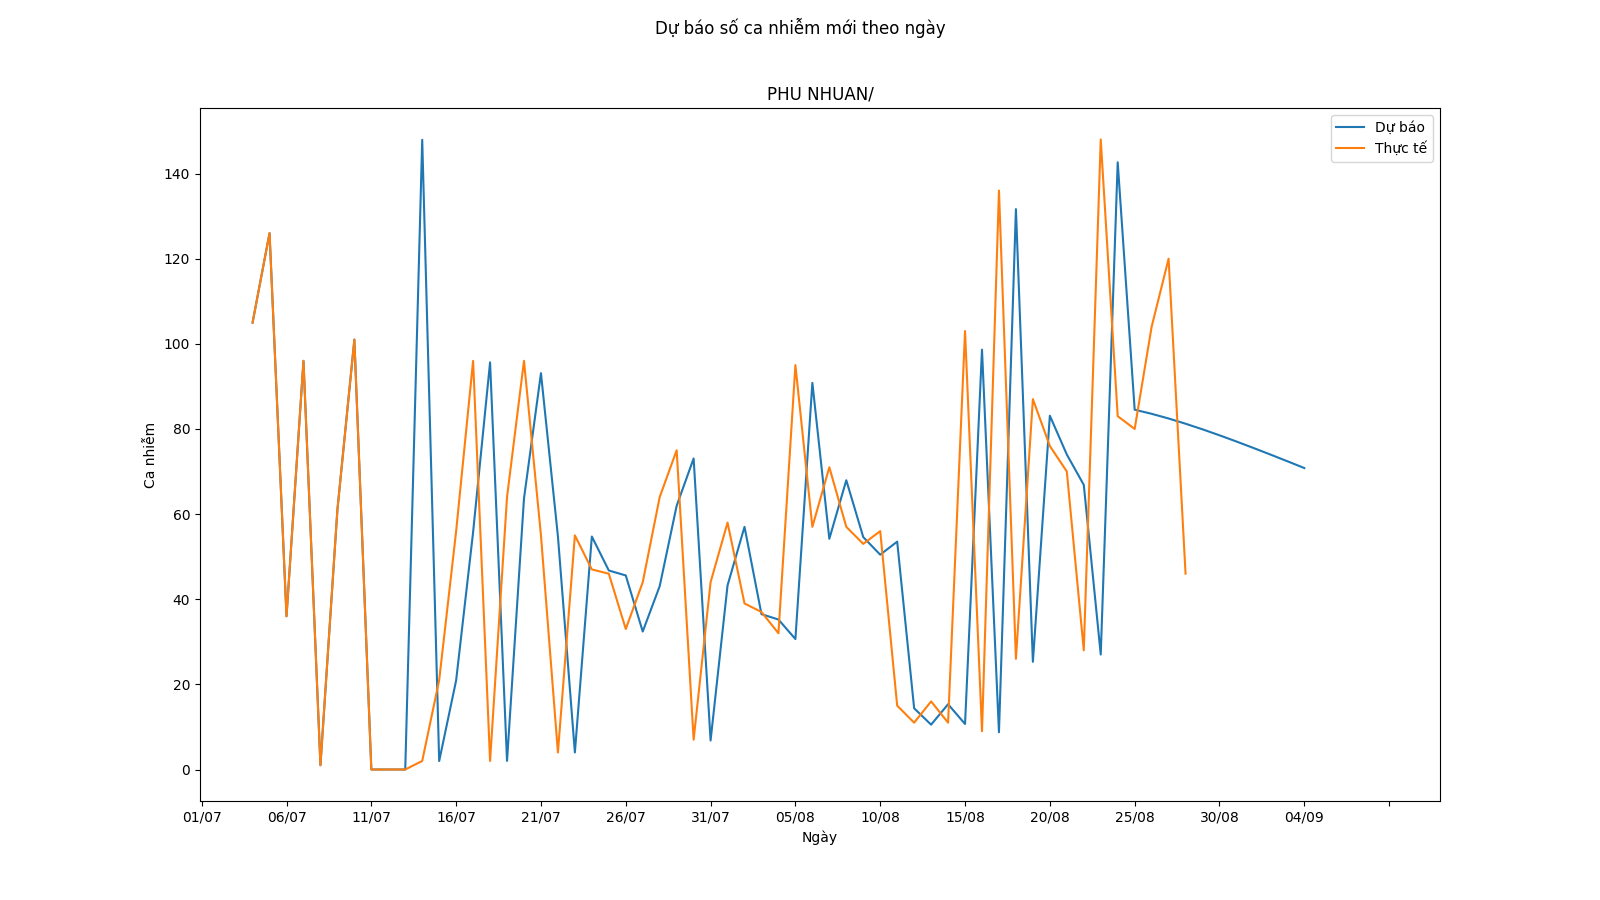 Dự báo số ca nhiễm mới theo ngày
PHU NHUAN/
Dự báo
Thực tế
140
120
100
80
60
40
20
0
Ca nhiễm
01/07 06/07 11/07 16/07 21/07 26/07 31/07 05/08 10/08 15/08 20/08 25/08 30/08 04/09
Ngày